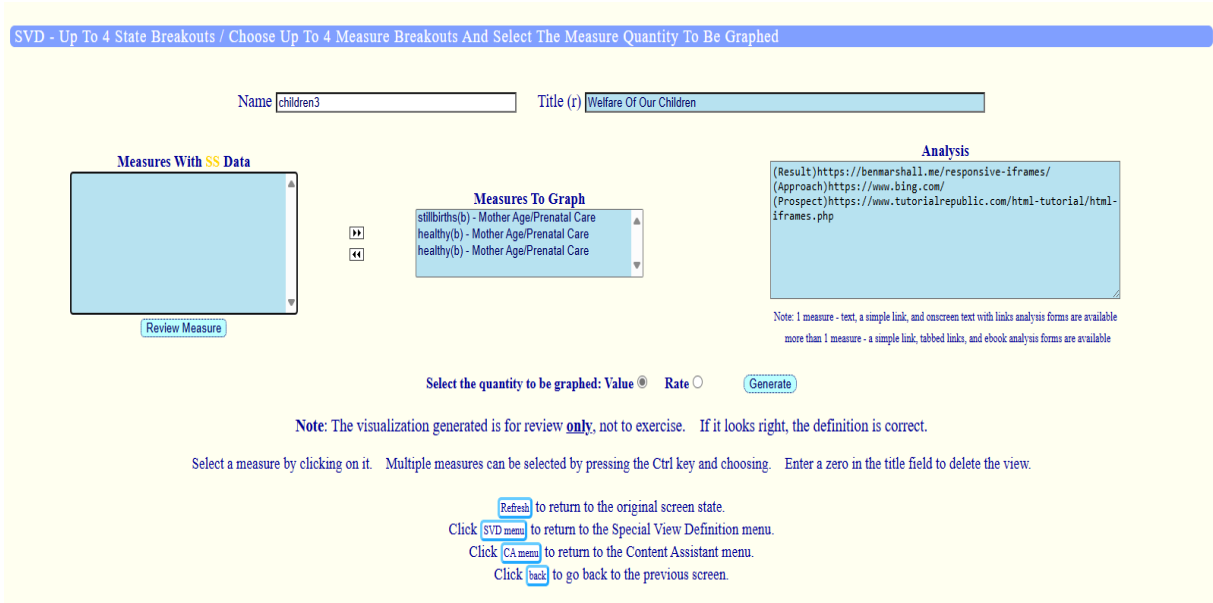 SVD - Up To 4 State Breakouts / Choose Up To 4 Measure Breakouts And Select The Measure Quantity To Be Graphed
Name children3 Title (r) Welfare Of Our Children
Measures With SS Data
Review Measure
Measures To Graph
stillbirths(b) - Mother Age/Prenatal Care
healthy(b) - Mother Age/Prenatal Care
healthy(b) - Mother Age/Prenatal Care
Analysis
(Result)https://benmarshall.me/responsive-iframes/
(Approach)https://www.bing.com/
(Prospect)https://www.tutorialrepublic.com/html-tutorial/html-
iframes.php
Note: 1 measure - text, a simple link, and onscreen text with links analysis forms are available
more than 1 measure - a simple link, tabbed links, and ebook analysis forms are available
Select the quantity to be graphed: Value Rate Generate
Note: The visualization generated is for review only, not to exercise. If it looks right, the definition is correct.
Select a measure by clicking on it. Multiple measures can be selected by pressing the Ctrl key and choosing. Enter a zero in the title field to delete the view.
Refresh to return to the original screen state.
Click SVD menu to return to the Special View Definition menu.
Click CA menu to return to the Content Assistant menu.
Click back to go back to the previous screen.